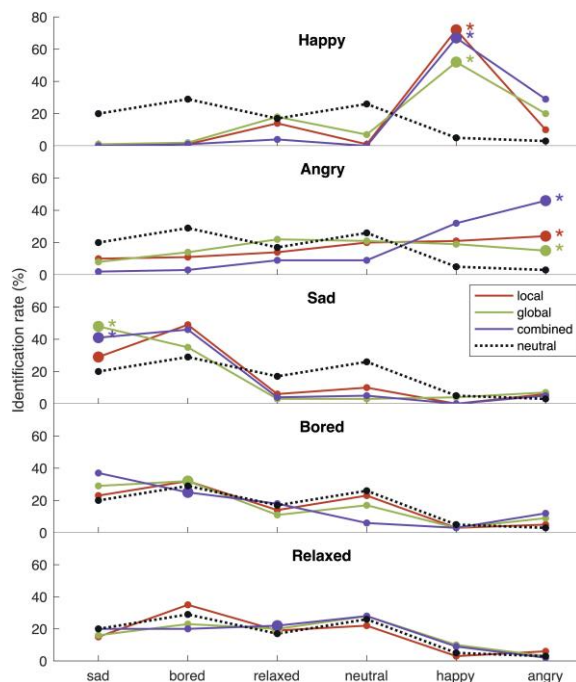 80
60
40
20
0
Happy
*
*
*
60
40
20
0
Angry
*
*
*
60
40
20
0
Sad
*
*
local
global
combined
neutral
Identification rate (%)
60
40
20
0
Bored
60
40
20
0
Relaxed
sad bored relaxed neutral happy angry